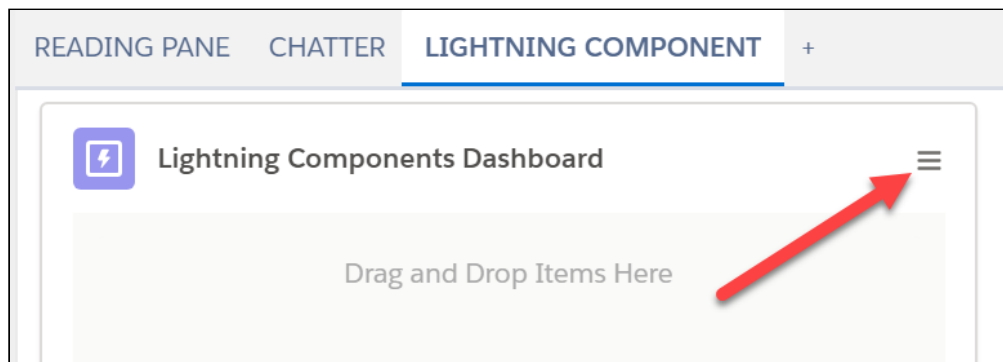 READING PANE CHATTER LIGHTNING COMPONENT +
Lightning Components Dashboard
Drag and Drop Items Here